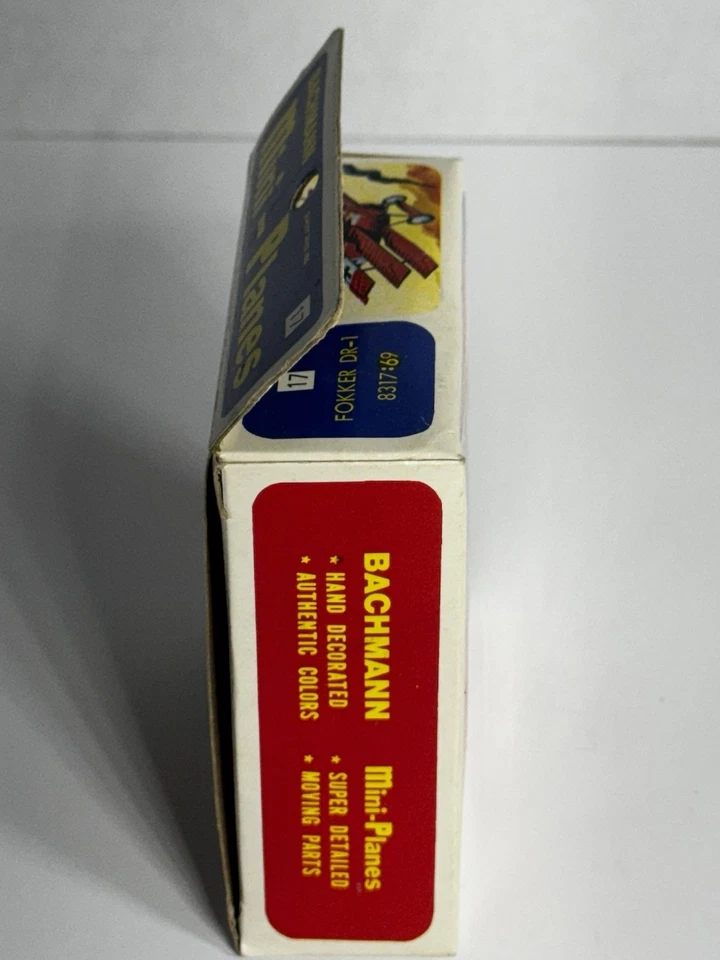 Mini-Planes
17
17
FOKKER DR-1
8317:69
BACHMANN Mini-Planes
★ HAND DECORATED ★ SUPER DETAILED
★ AUTHENTIC COLORS ★ MOVING PARTS